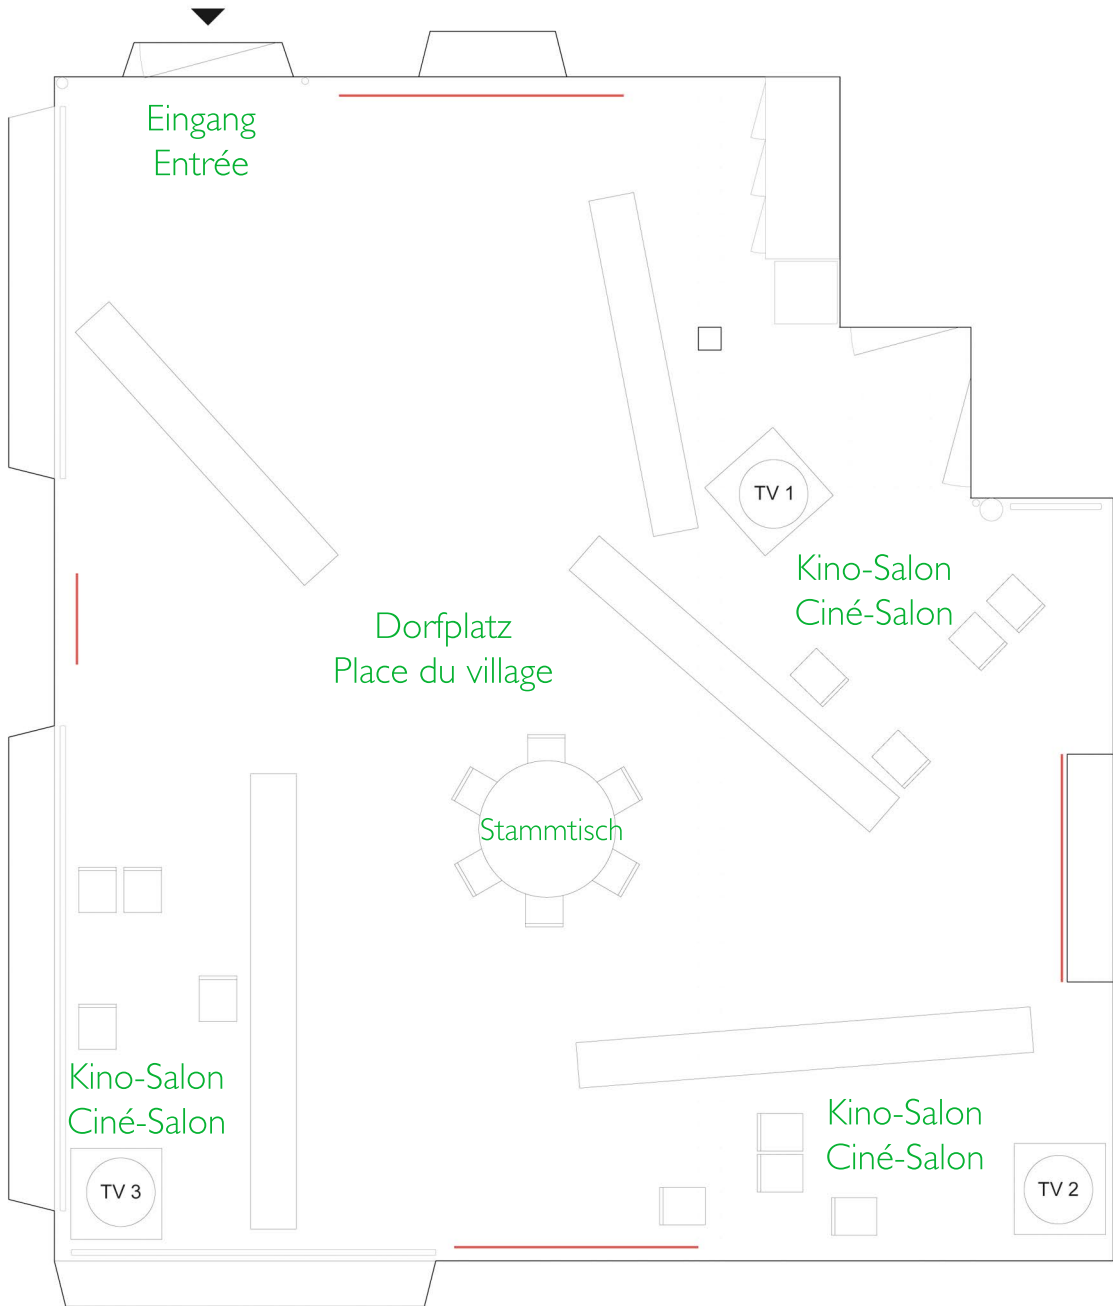 Eingang
Entrée
TV 1
Kino-Salon
Ciné-Salon
Dorfplatz
Place du village
Stammtisch
Kino-Salon
Ciné-Salon
TV 3
Kino-Salon
Ciné-Salon
TV 2